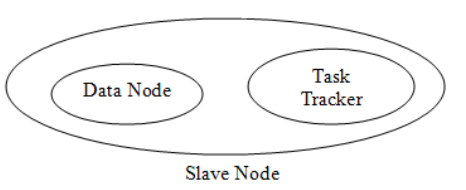 Data Node
Task
Tracker
Slave Node